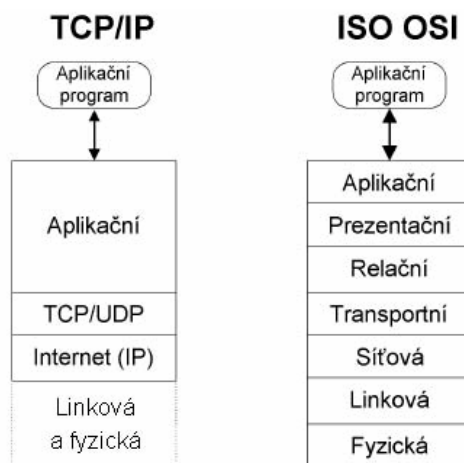 TCP/IP
Aplikační
program
Aplikační
TCP/UDP
Internet (IP)
Linková
a fyzická
ISO OSI
Aplikační
program
Aplikační
Prezentační
Relační
Transportní
Síťová
Linková
Fyzická